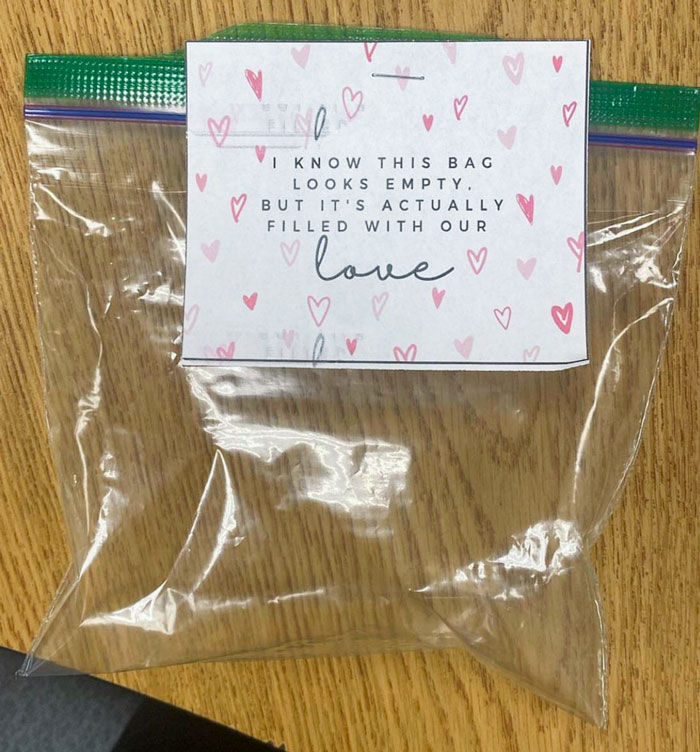 I KNOW THIS BAG
LOOKS EMPTY,
BUT IT'S ACTUALLY
FILLED WITH OUR
love